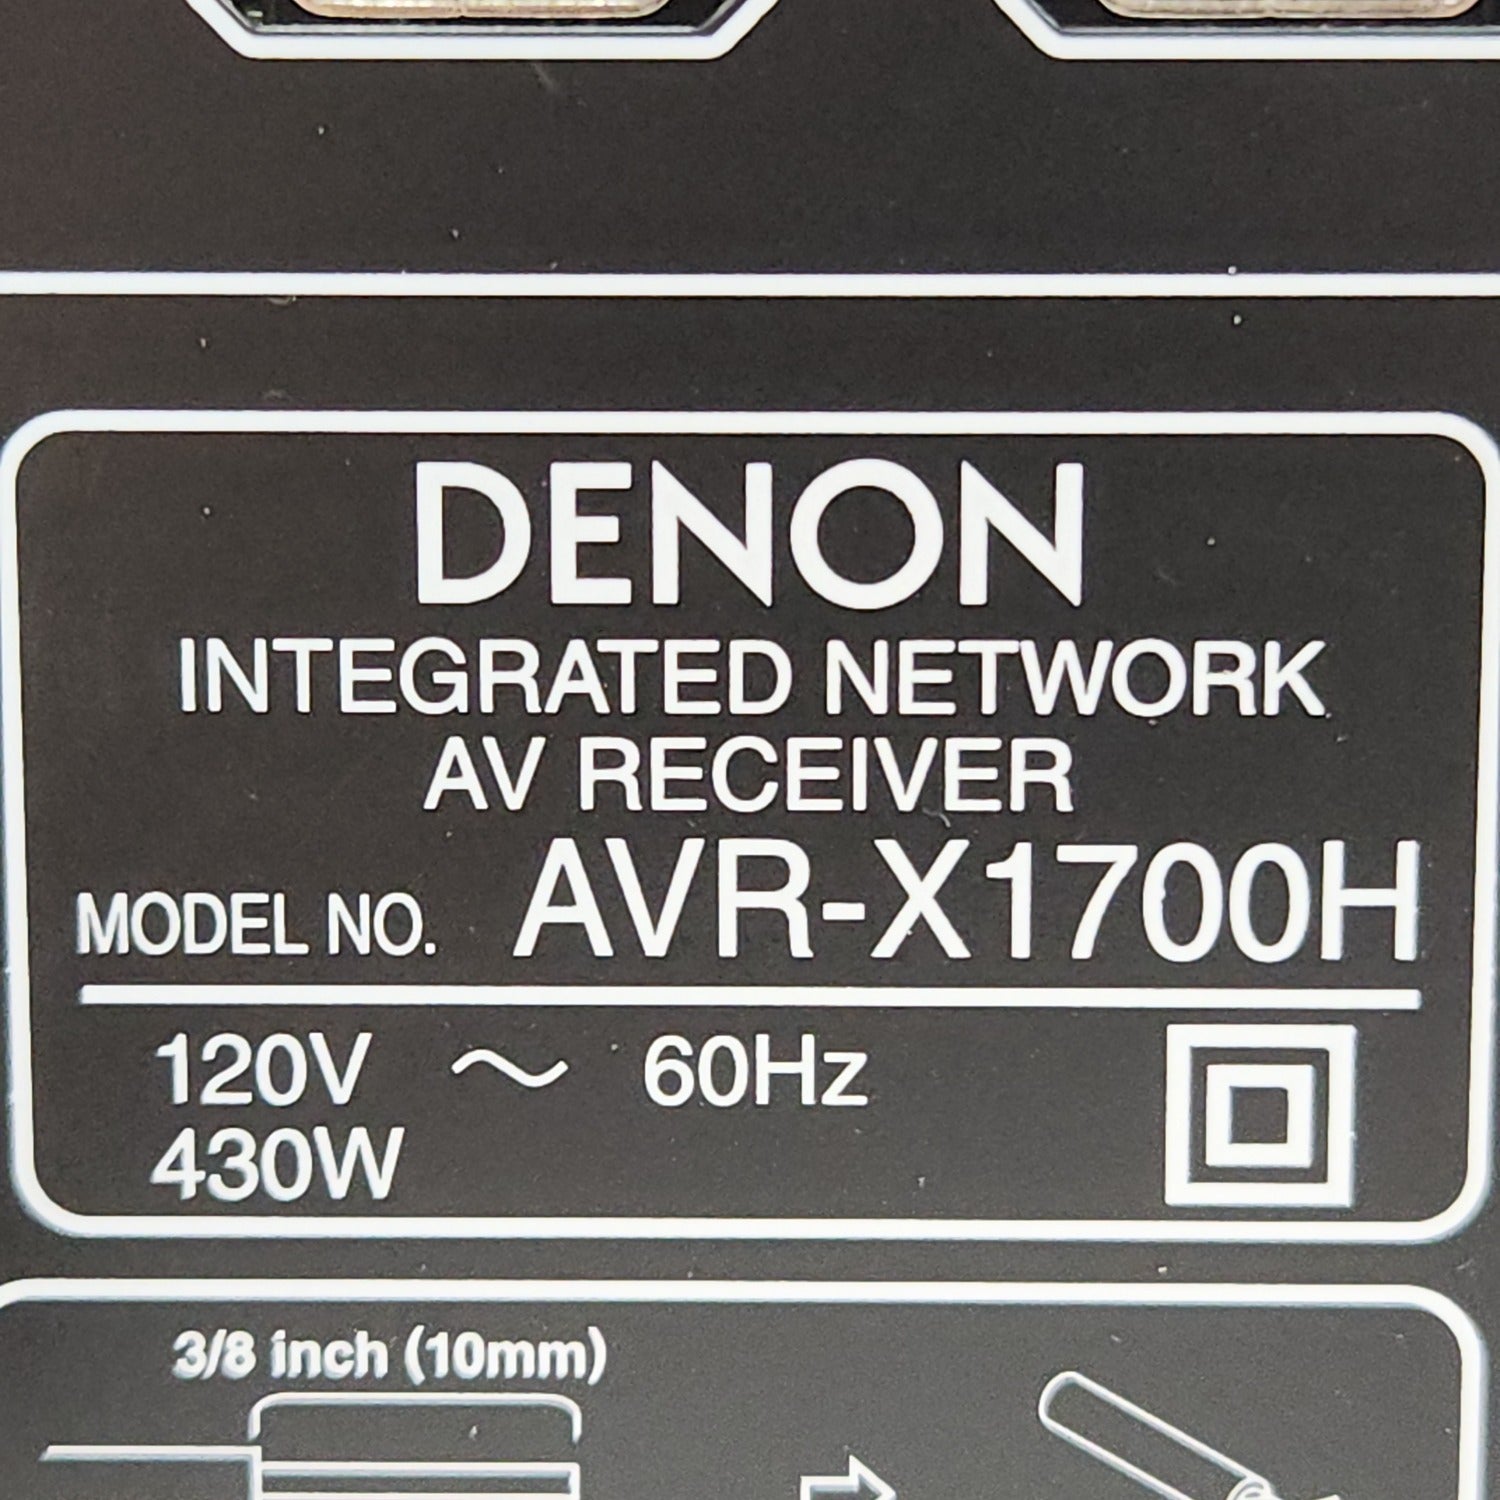 DENON
INTEGRATED NETWORK
AV RECEIVER
MODEL NO. AVR-X1700H
120V ~ 60Hz
430W
3/8 inch (10mm)